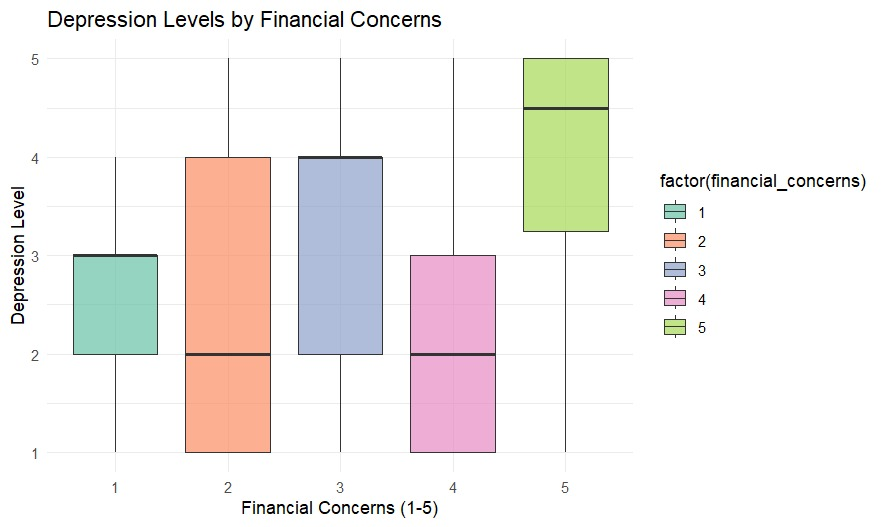 Depression Levels by Financial Concerns
5
4
3
2
1
Depression Level
1 2 3 4 5
Financial Concerns (1-5)
factor(financial_concerns)
1
2
3
4
5